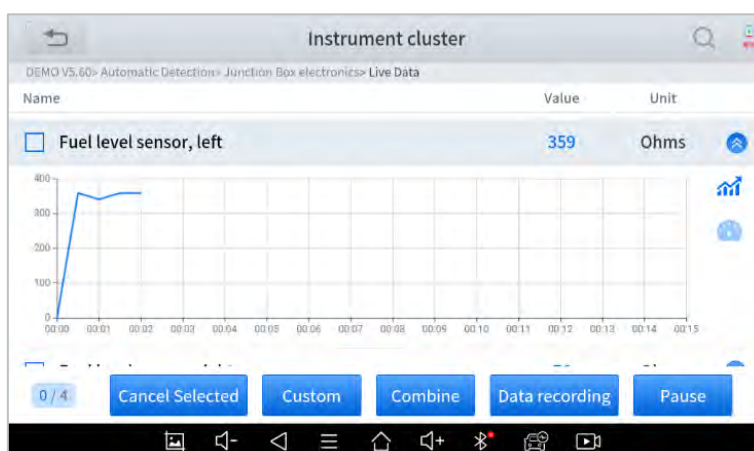 Instrument cluster
DEMO V5.60> Automatic Detection> Junction Box electronics> Live Data
Name Value Unit
Fuel level sensor, left 359 Ohms
400
300
200
100
0
00:00 00:01 00:02 00:03 00:04 00:05 00:06 00:07 00:08 00:09 00:10 00:11 00:12 00:13 00:14 00:15
0 / 4 Cancel Selected Custom Combine Data recording Pause